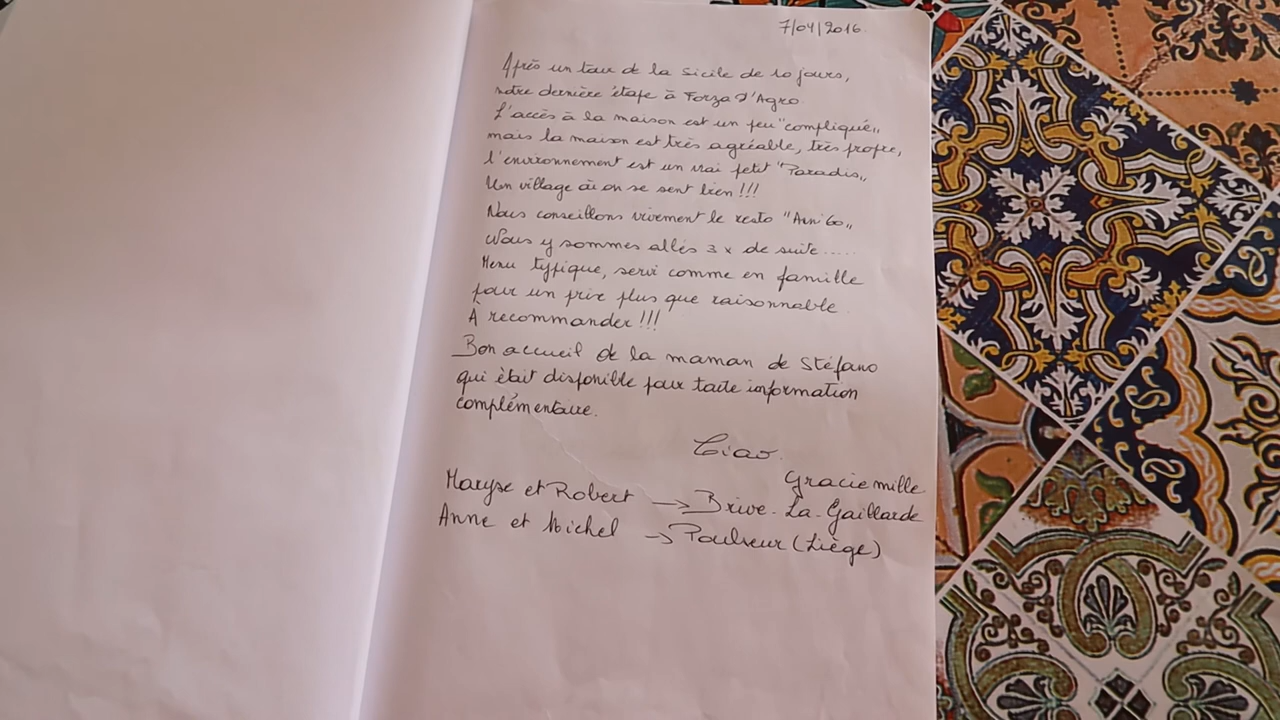 7/04/2016
Après un tour de la Sicile de 10 jours,
notre dernière étape à Forza d'Agro
L'accès à la maison est un peu "compliqué„
mais la maison est très agréable, très propre,
l'environnement est un vrai petit "Paradis„
Un village où on se sent bien !!!
Nous conseillons vivement le resto
Nous y sommes allés 3 x de suite.....
Menu typique, servi comme en famille
pour un prix plus que raisonnable
À recommander !!!
Bon accueil de la maman de Stéfano
qui était disponible pour toute information
complémentaire.
Ciao.
Gracie mille
Maryse et Robert → Brive-La-Gaillarde
Anne et Michel → Poulseur (Liège)